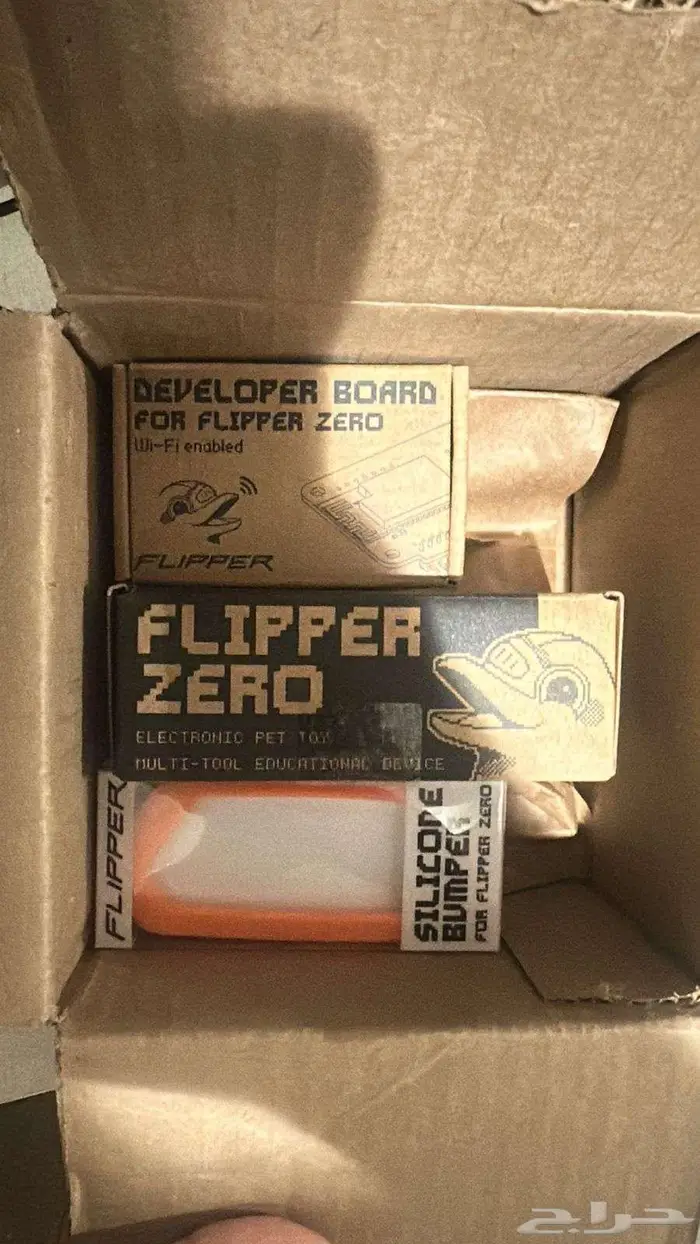 DEVELOPER BOARD
FOR FLIPPER ZERO
Wi-Fi enabled
FLIPPER
FLIPPER
ZERO
ELECTRONIC PET TOY
MULTI-TOOL EDUCATIONAL DEVICE
FLIPPER
SILICONE
BUMPER
FOR FLIPPER ZERO
حراج